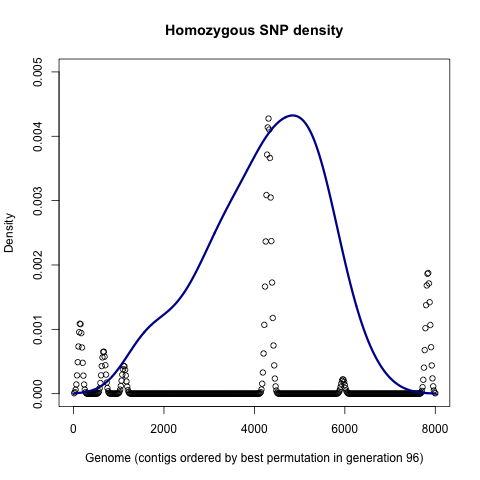 Homozygous SNP density
0.005
0.004
0.003
0.002
0.001
0.000
Density
0 2000 4000 6000 8000
Genome (contigs ordered by best permutation in generation 96)